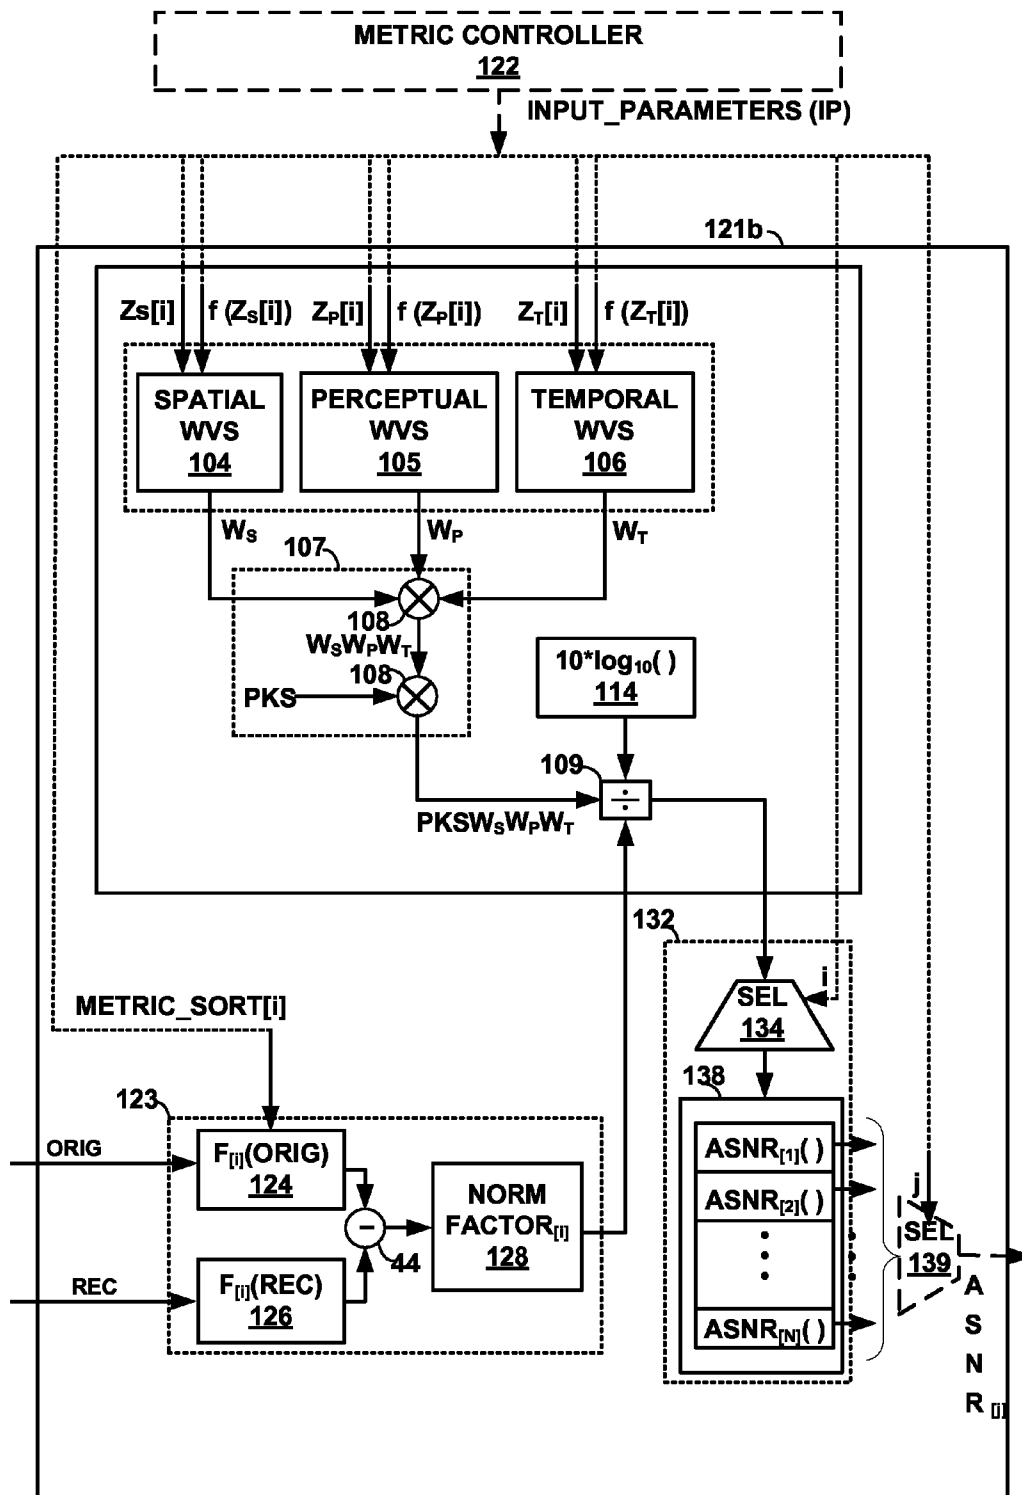 METRIC CONTROLLER
122
INPUT_PARAMETERS (IP)
121b
Zs[i] f (ZS[i]) ZP[i] f (ZP[i]) ZT[i] f (ZT[i])
SPATIAL
WVS
104
PERCEPTUAL
WVS
105
TEMPORAL
WVS
106
WS
WP
WT
107
108
WSWPWT
108
PKS
10*log10( )
114
109
÷
PKSWSWPWT
132
i
SEL
134
METRIC_SORT[i]
138
123
ORIG
F[i](ORIG)
124
-
44
NORM
FACTOR[i]
128
REC
F[i](REC)
126
ASNR[1]( )
ASNR[2]( )
ASNR[N]( )
j
SEL
139
A
S
N
R [j]